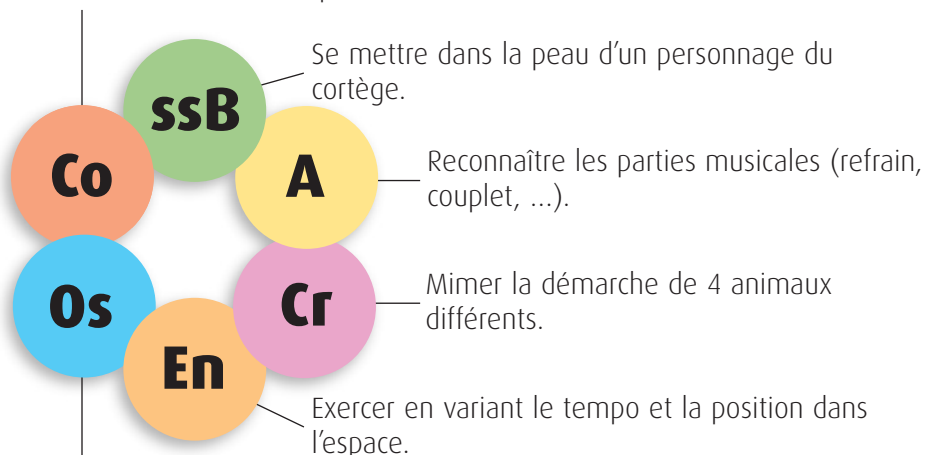 Se mettre dans la peau d'un personnage du
cortège.
ssB
Co
A
Reconnaître les parties musicales (refrain,
couplet, ...).
Os
Cr
Mimer la démarche de 4 animaux
différents.
En
Exercer en variant le tempo et la position dans
l'espace.